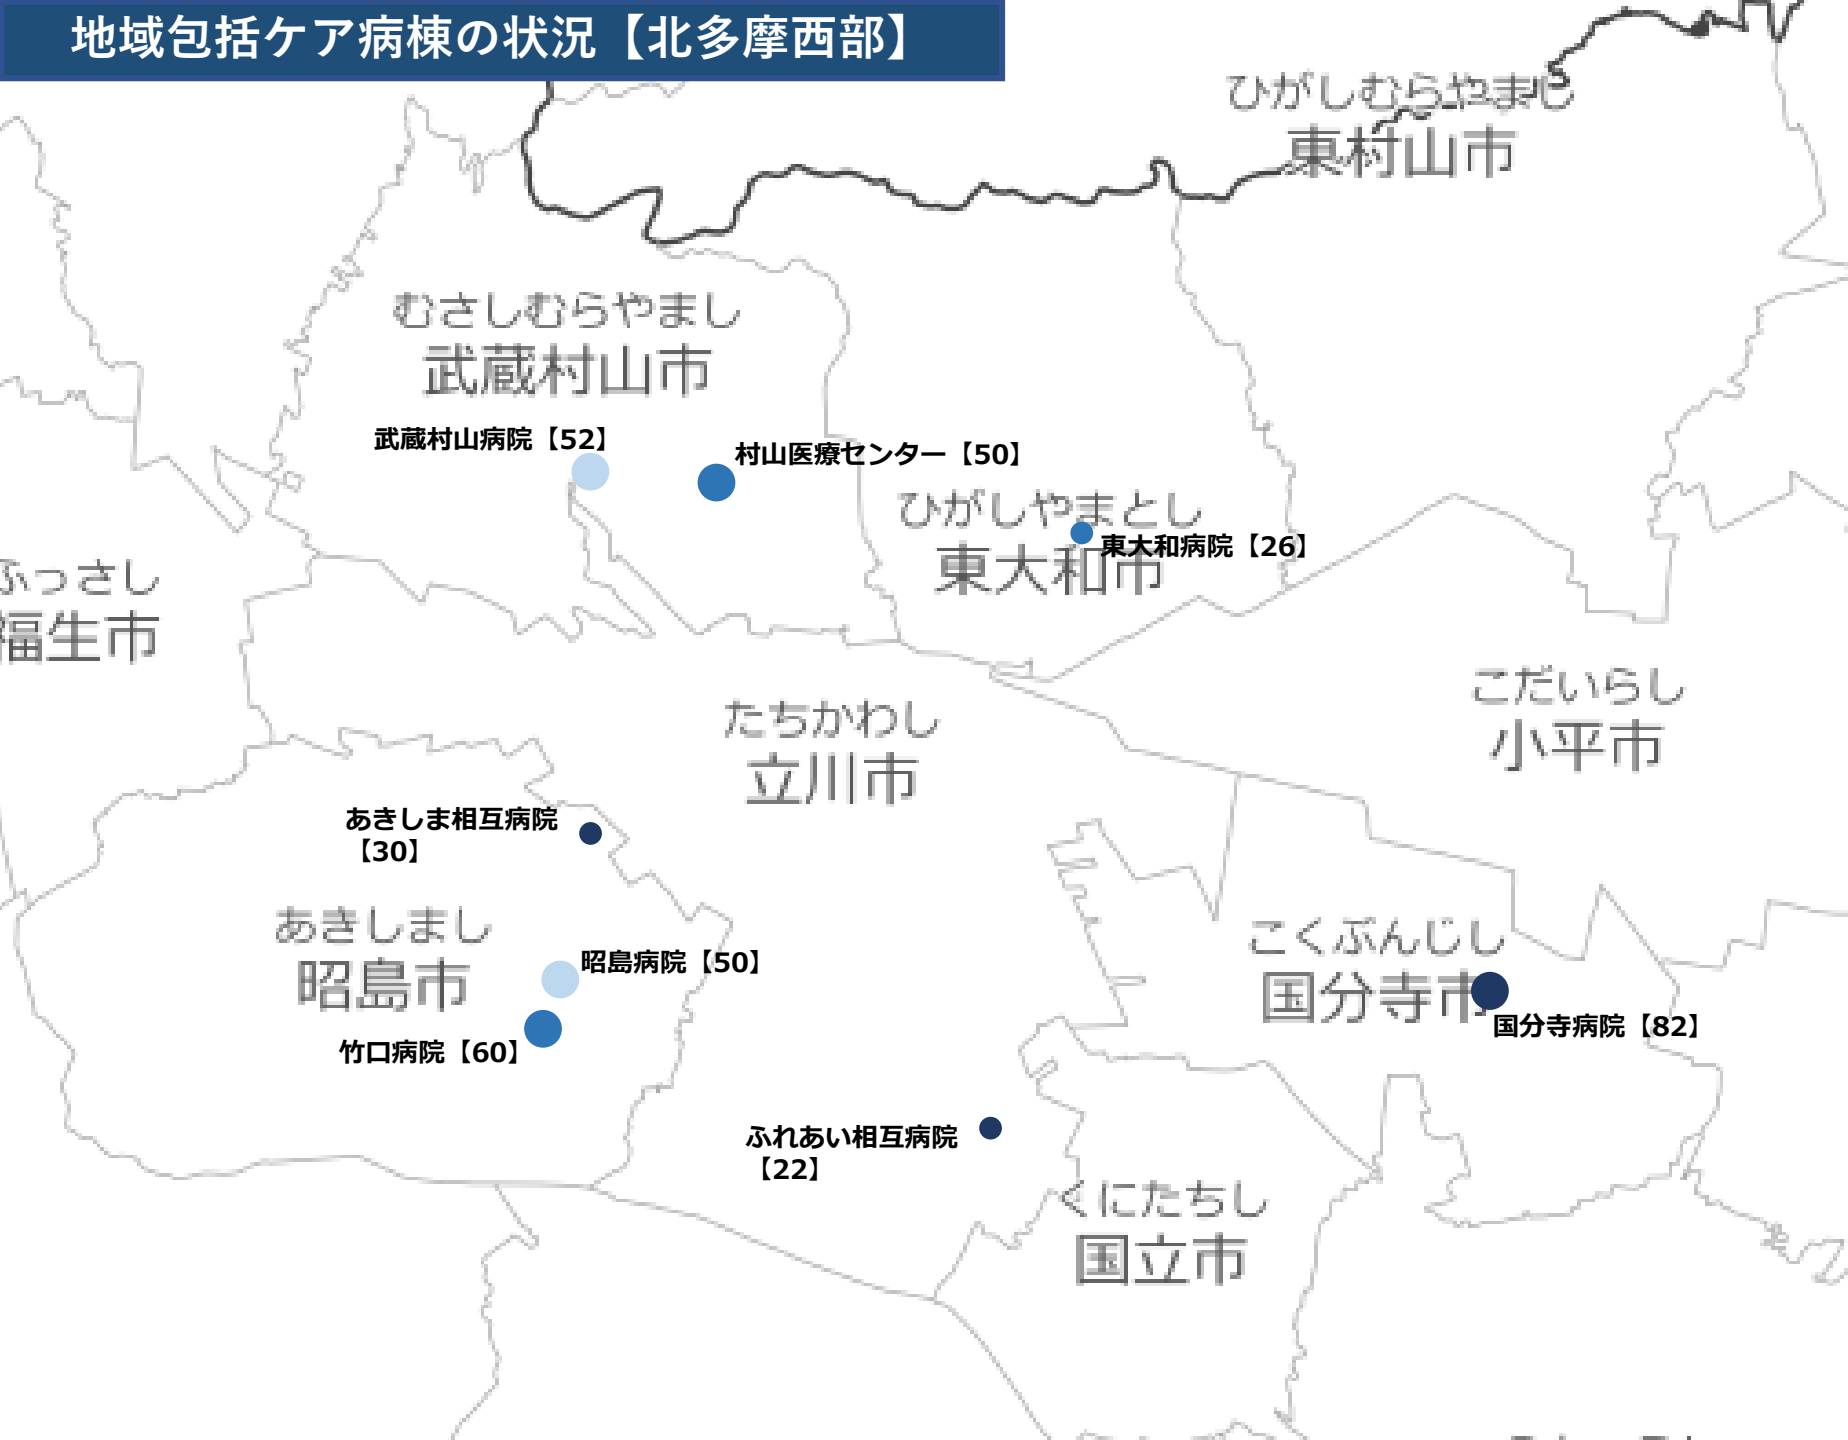 地域包括ケア病棟の状況【北多摩西部】
ひがしむらやまし
東村山市
むさしむらやまし
武蔵村山市
武蔵村山病院【52】
村山医療センター【50】
ひがしやまとし
東大和病院【26】
東大和市
ふっさし
福生市
こだいらし
小平市
たちかわし
立川市
あきしま相互病院
【30】
あきしまし
昭島市
昭島病院【50】
竹口病院【60】
こくぶんじし
国分寺市
国分寺病院【82】
ふれあい相互病院
【22】
くにたちし
国立市